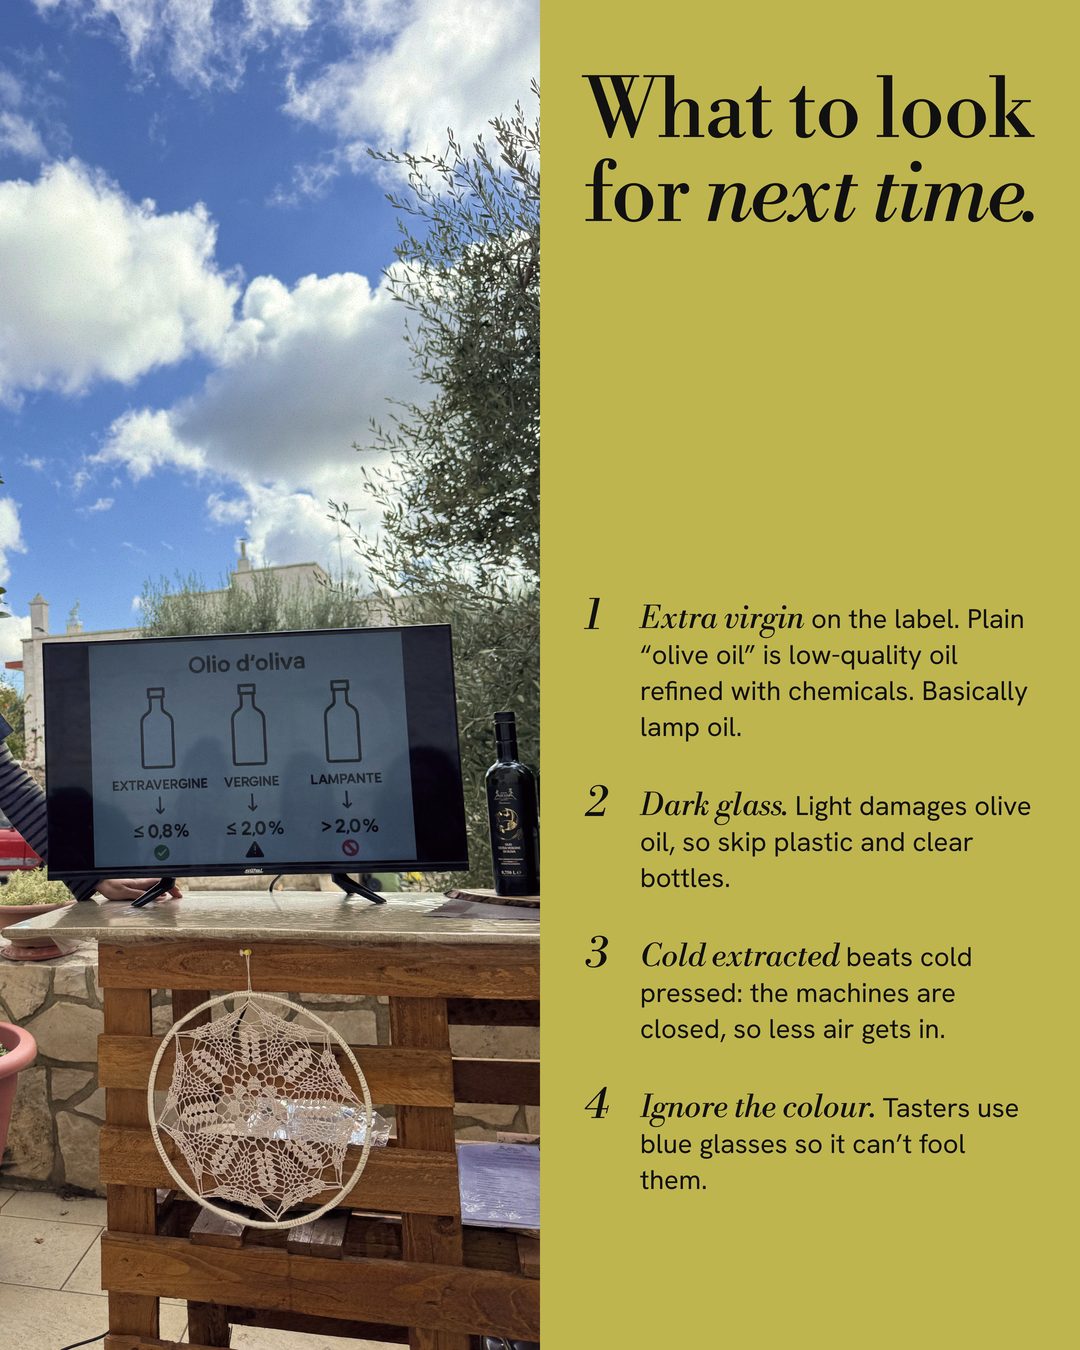 What to look
for next time.
Olio d'oliva
EXTRAVERGINE VERGINE LAMPANTE
≤0,8% ≤2,0% >2,0%
1 Extra virgin on the label. Plain
“olive oil” is low-quality oil
refined with chemicals. Basically
lamp oil.
2 Dark glass. Light damages olive
oil, so skip plastic and clear
bottles.
3 Cold extracted beats cold
pressed: the machines are
closed, so less air gets in.
4 Ignore the colour. Tasters use
blue glasses so it can’t fool
them.